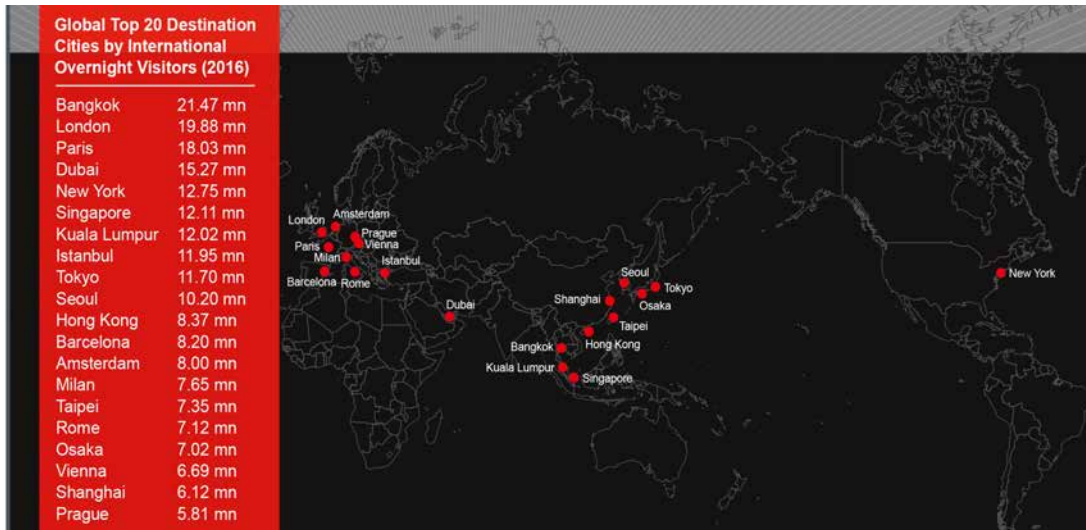 Global Top 20 Destination
Cities by International
Overnight Visitors (2016)
Bangkok 21.47 mn
London 19.88 mn
Paris 18.03 mn
Dubai 15.27 mn
New York 12.75 mn
Singapore 12.11 mn
Kuala Lumpur 12.02 mn
Istanbul 11.95 mn
Tokyo 11.70 mn
Seoul 10.20 mn
Hong Kong 8.37 mn
Barcelona 8.20 mn
Amsterdam 8.00 mn
Milan 7.65 mn
Taipei 7.35 mn
Rome 7.12 mn
Osaka 7.02 mn
Vienna 6.69 mn
Shanghai 6.12 mn
Prague 5.81 mn
Amsterdam
London
Prague
Vienna
Paris
Milan
Istanbul
Barcelona
Rome
Dubai
Seoul
Tokyo
Osaka
Shanghai
Taipei
Hong Kong
Bangkok
Kuala Lumpur
Singapore
New York